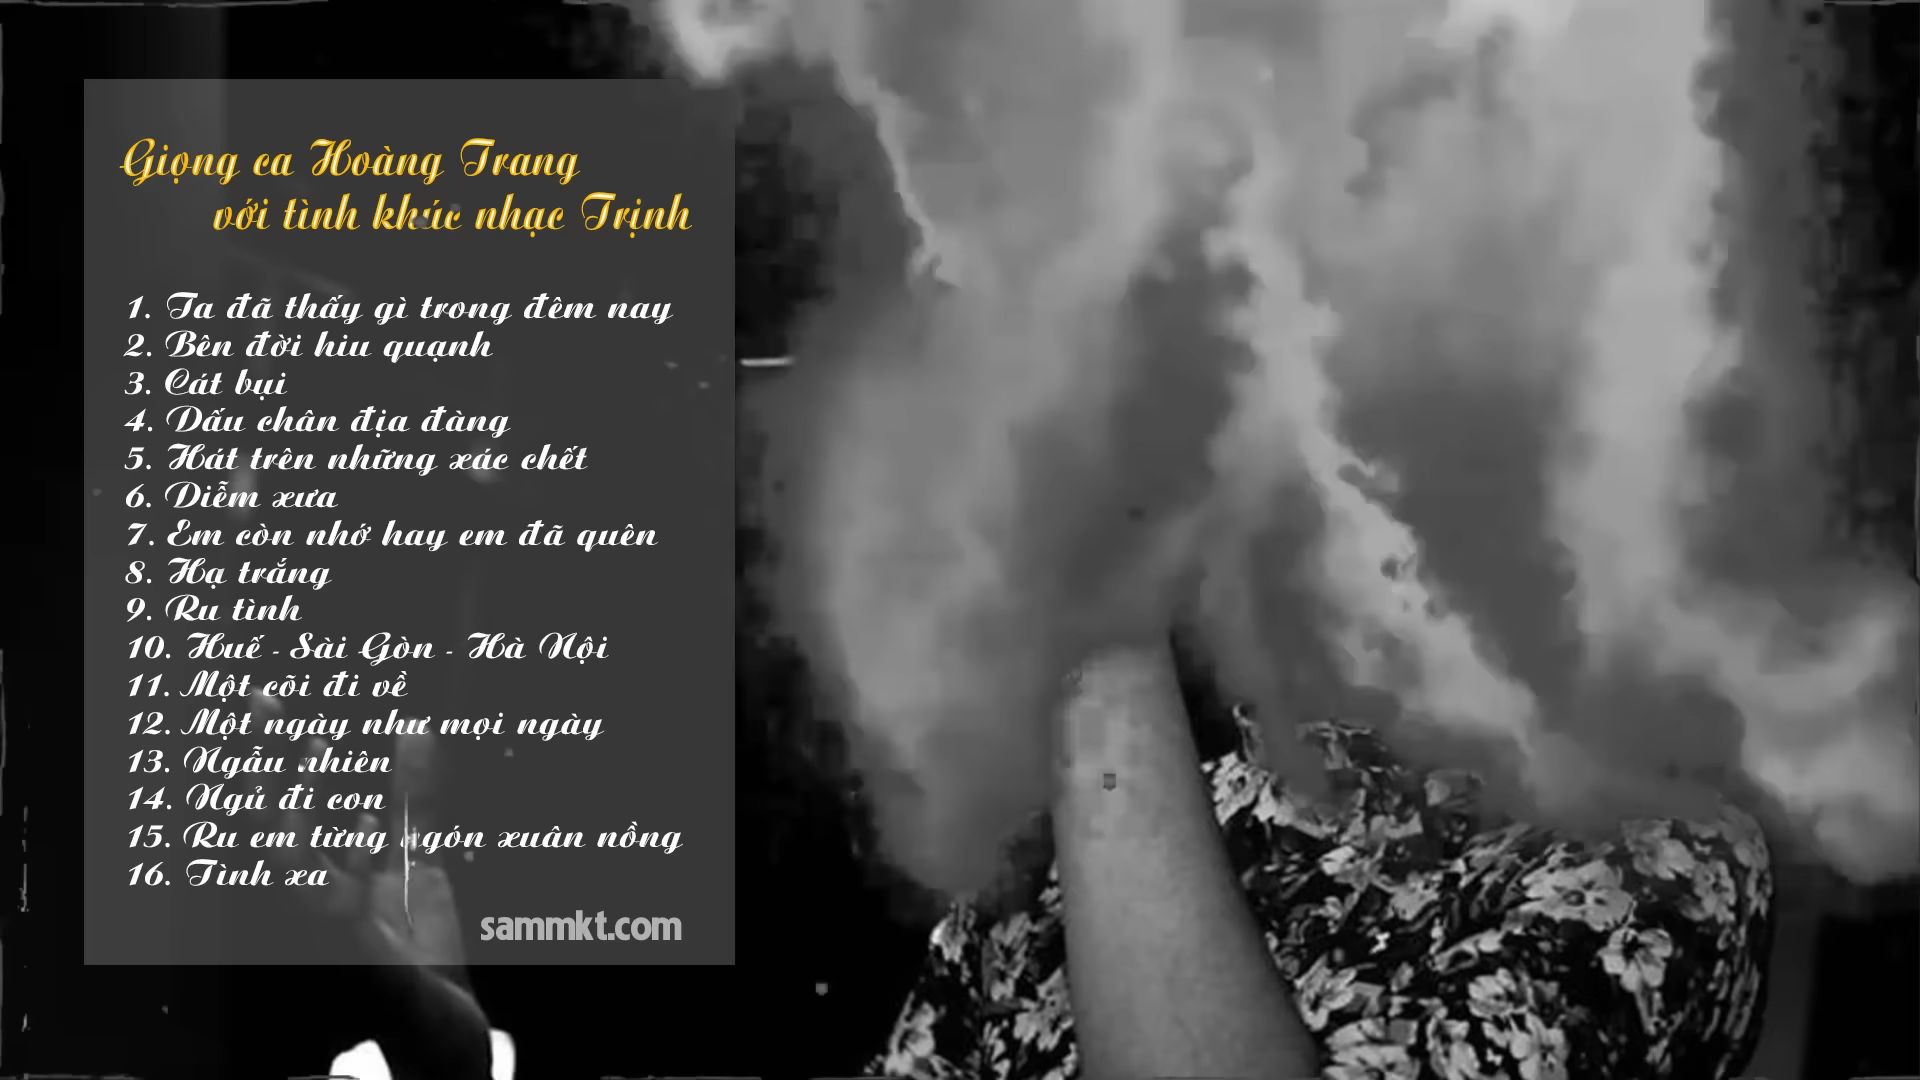 Giọng ca Hoàng Trang
với tình khúc nhạc Trịnh
1. Ta đã thấy gì trong đêm nay
2. Bên đời hiu quạnh
3. Cát bụi
4. Dấu chân địa đàng
5. Hát trên những xác chết
6. Diễm xưa
7. Em còn nhớ hay em đã quên
8. Hạ trắng
9. Ru tình
10. Huế - Sài Gòn - Hà Nội
11. Một cõi đi về
12. Một ngày như mọi ngày
13. Ngẫu nhiên
14. Ngủ đi con
15. Ru em từng ngón xuân nồng
16. Tình xa
sammkt.com